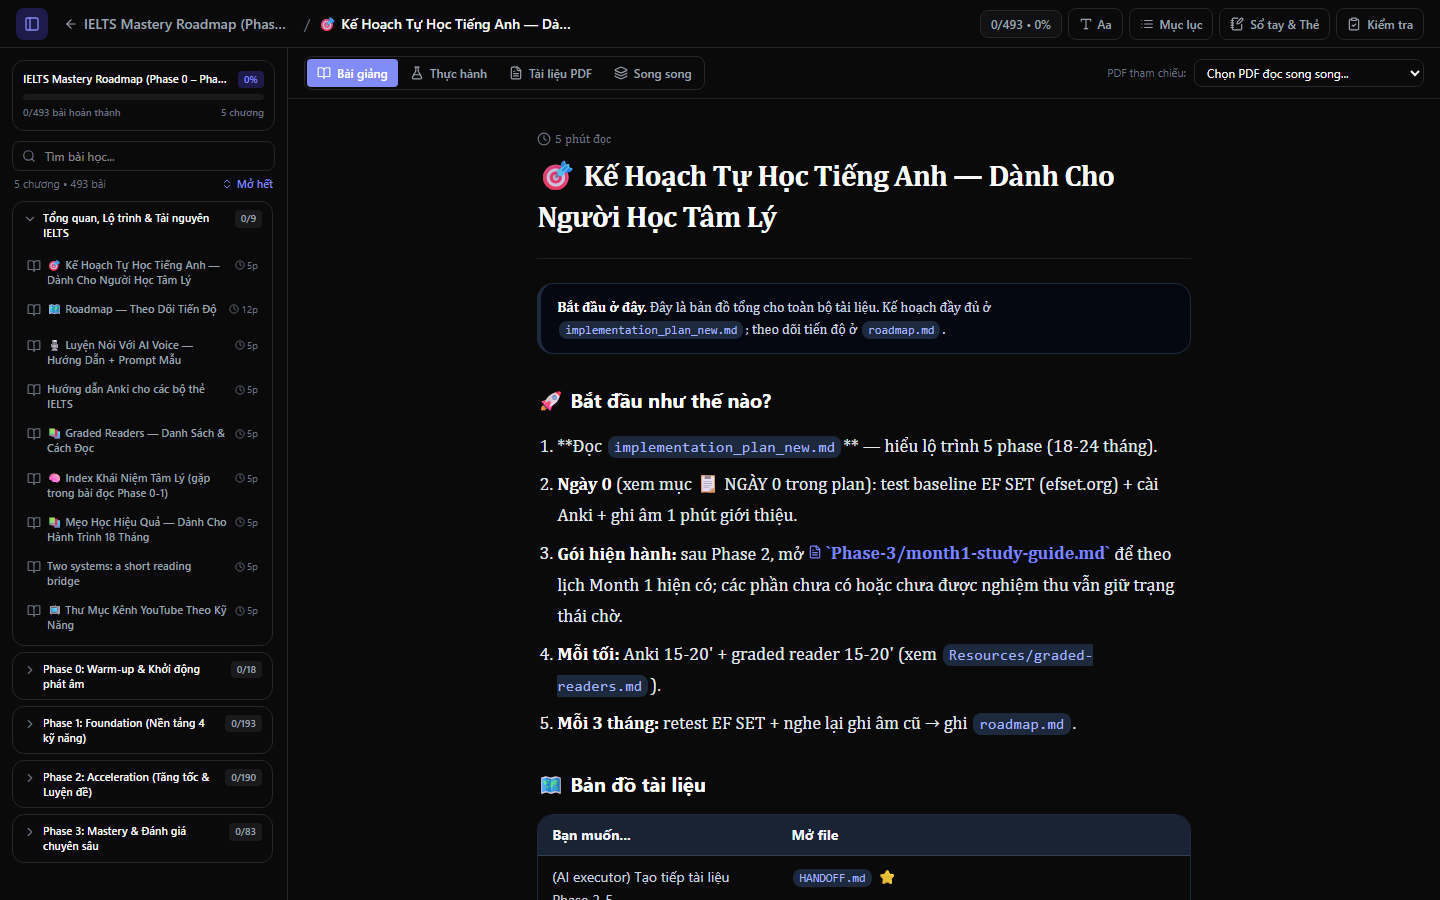 IELTS Mastery Roadmap (Phas...
/
🎯 Kế Hoạch Tự Học Tiếng Anh — Dà...
0/493 • 0%
Aa
Mục lục
Sổ tay & Thẻ
Kiểm tra
IELTS Mastery Roadmap (Phase 0 – Pha...
0%
0/493 bài hoàn thành
5 chương
Tìm bài học...
5 chương • 493 bài
Mở hết
Tổng quan, Lộ trình & Tài nguyên
IELTS
0/9
🎯 Kế Hoạch Tự Học Tiếng Anh —
Dành Cho Người Học Tâm Lý
5p
🗺️ Roadmap — Theo Dõi Tiến Độ
12p
🎙️ Luyện Nói Với AI Voice —
Hướng Dẫn + Prompt Mẫu
5p
Hướng dẫn Anki cho các bộ thẻ
IELTS
5p
📚 Graded Readers — Danh Sách &
Cách Đọc
5p
🧠 Index Khái Niệm Tâm Lý (gặp
trong bài đọc Phase 0-1)
5p
📚 Mẹo Học Hiệu Quả — Dành Cho
Hành Trình 18 Tháng
5p
Two systems: a short reading
bridge
5p
📺 Thư Mục Kênh YouTube Theo Kỹ
Năng
5p
Phase 0: Warm-up & Khởi động
phát âm
0/18
Phase 1: Foundation (Nền tảng 4
kỹ năng)
0/193
Phase 2: Acceleration (Tăng tốc &
Luyện đề)
0/190
Phase 3: Mastery & Đánh giá
chuyên sâu
0/83
Bài giảng
Thực hành
Tài liệu PDF
Song song
PDF tham chiếu:
Chọn PDF đọc song song...
5 phút đọc
🎯 Kế Hoạch Tự Học Tiếng Anh — Dành Cho
Người Học Tâm Lý
Bắt đầu ở đây. Đây là bản đồ tổng cho toàn bộ tài liệu. Kế hoạch đầy đủ ở
implementation_plan_new.md ; theo dõi tiến độ ở roadmap.md .
🚀 Bắt đầu như thế nào?
1. **Đọc implementation_plan_new.md ** — hiểu lộ trình 5 phase (18-24 tháng).
2. Ngày 0 (xem mục 📋 NGÀY 0 trong plan): test baseline EF SET (efset.org) + cài
Anki + ghi âm 1 phút giới thiệu.
3. Gói hiện hành: sau Phase 2, mở `Phase-3/month1-study-guide.md` để theo
lịch Month 1 hiện có; các phần chưa có hoặc chưa được nghiệm thu vẫn giữ trạng
thái chờ.
4. Mỗi tối: Anki 15-20' + graded reader 15-20' (xem Resources/graded-
readers.md ).
5. Mỗi 3 tháng: retest EF SET + nghe lại ghi âm cũ → ghi roadmap.md .
🗺️ Bản đồ tài liệu
Bạn muốn...
Mở file
(AI executor) Tạo tiếp tài liệu
Phase 2-5
HANDOFF.md ⭐